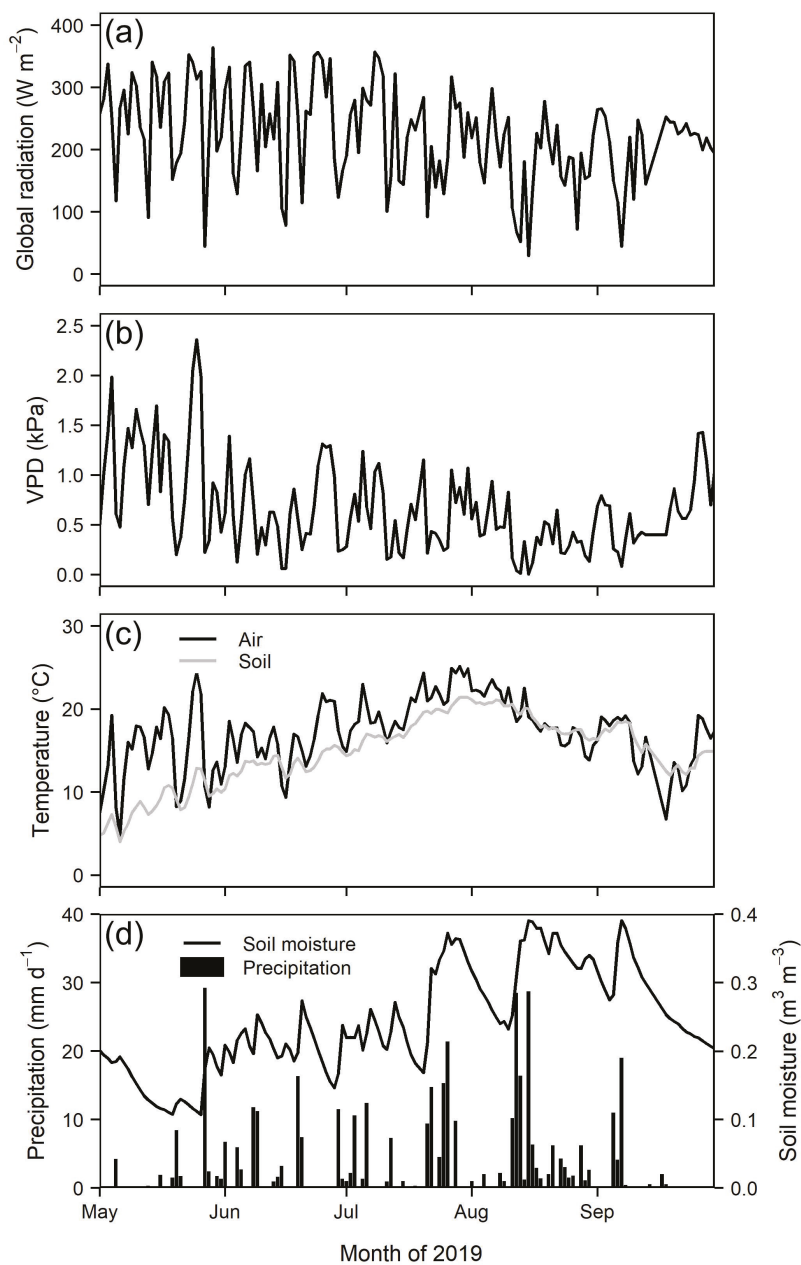 (a)
Global radiation (W m⁻²)
400
300
200
100
0
(b)
VPD (kPa)
2.5
2.0
1.5
1.0
0.5
0.0
(c)
Air
Soil
Temperature (°C)
30
20
10
0
(d)
Soil moisture
Precipitation
Precipitation (mm d⁻¹)
40
30
20
10
0
Soil moisture (m³ m⁻³)
0.4
0.3
0.2
0.1
0.0
May Jun Jul Aug Sep
Month of 2019